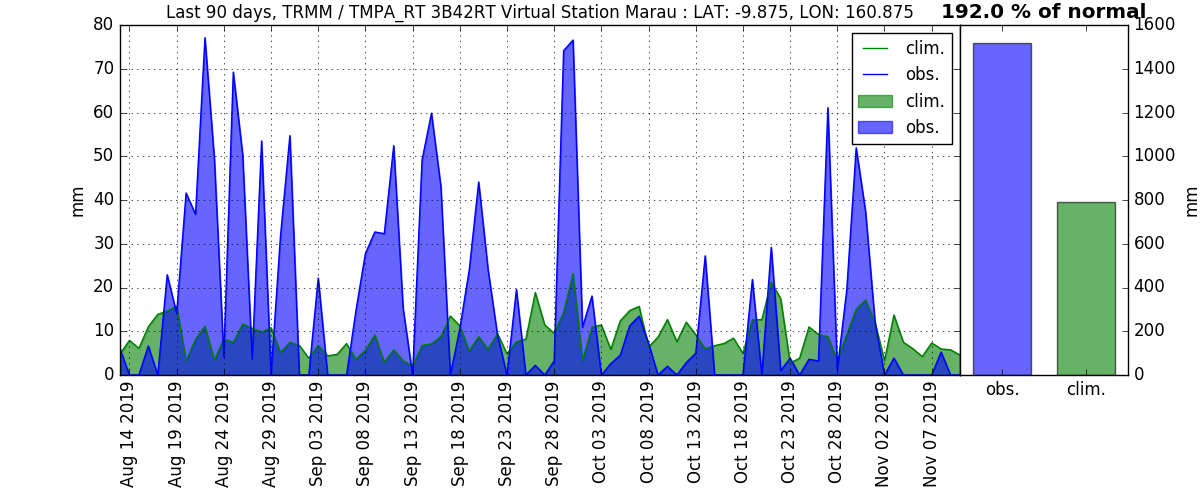 Last 90 days, TRMM / TMPA_RT 3B42RT Virtual Station Marau : LAT: -9.875, LON: 160.875
192.0 % of normal
80
70
60
50
40
30
20
10
0
mm
clim.
obs.
clim.
obs.
Aug 14 2019
Aug 19 2019
Aug 24 2019
Aug 29 2019
Sep 03 2019
Sep 08 2019
Sep 13 2019
Sep 18 2019
Sep 23 2019
Sep 28 2019
Oct 03 2019
Oct 08 2019
Oct 13 2019
Oct 18 2019
Oct 23 2019
Oct 28 2019
Nov 02 2019
Nov 07 2019
1600
1400
1200
1000
800
600
400
200
0
mm
obs.
clim.